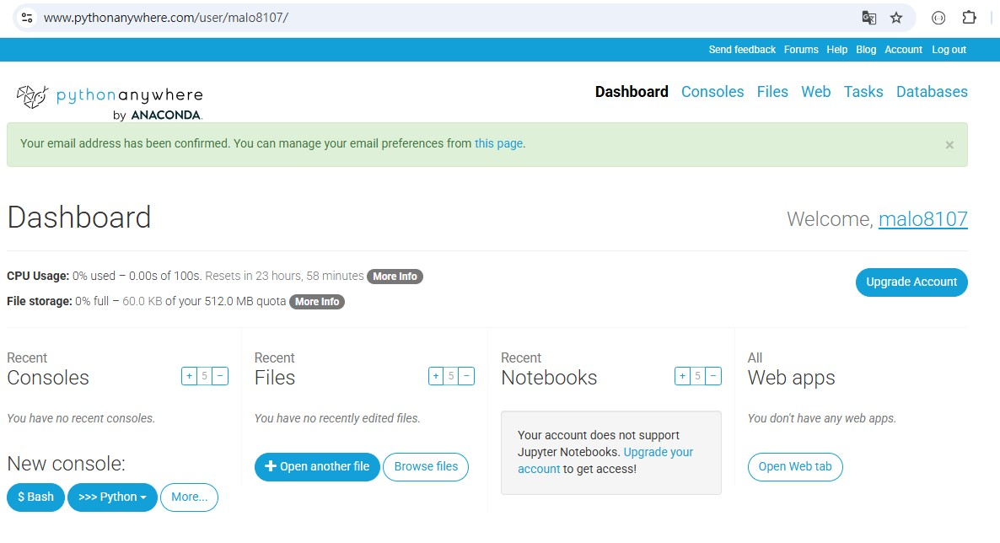 www.pythonanywhere.com/user/malo8107/
Send feedback Forums Help Blog Account Log out
pythonanywhere
by ANACONDA.
Dashboard Consoles Files Web Tasks Databases
Your email address has been confirmed. You can manage your email preferences from this page.
×
Dashboard
Welcome, malo8107
CPU Usage: 0% used – 0.00s of 100s. Resets in 23 hours, 58 minutes More Info
File storage: 0% full – 60.0 KB of your 512.0 MB quota More Info
Upgrade Account
Recent
Consoles
+ 5 −
You have no recent consoles.
New console:
$ Bash >>> Python More...
Recent
Files
+ 5 −
You have no recently edited files.
+ Open another file Browse files
Recent
Notebooks
+ 5 −
Your account does not support
Jupyter Notebooks. Upgrade your
account to get access!
All
Web apps
You don't have any web apps.
Open Web tab